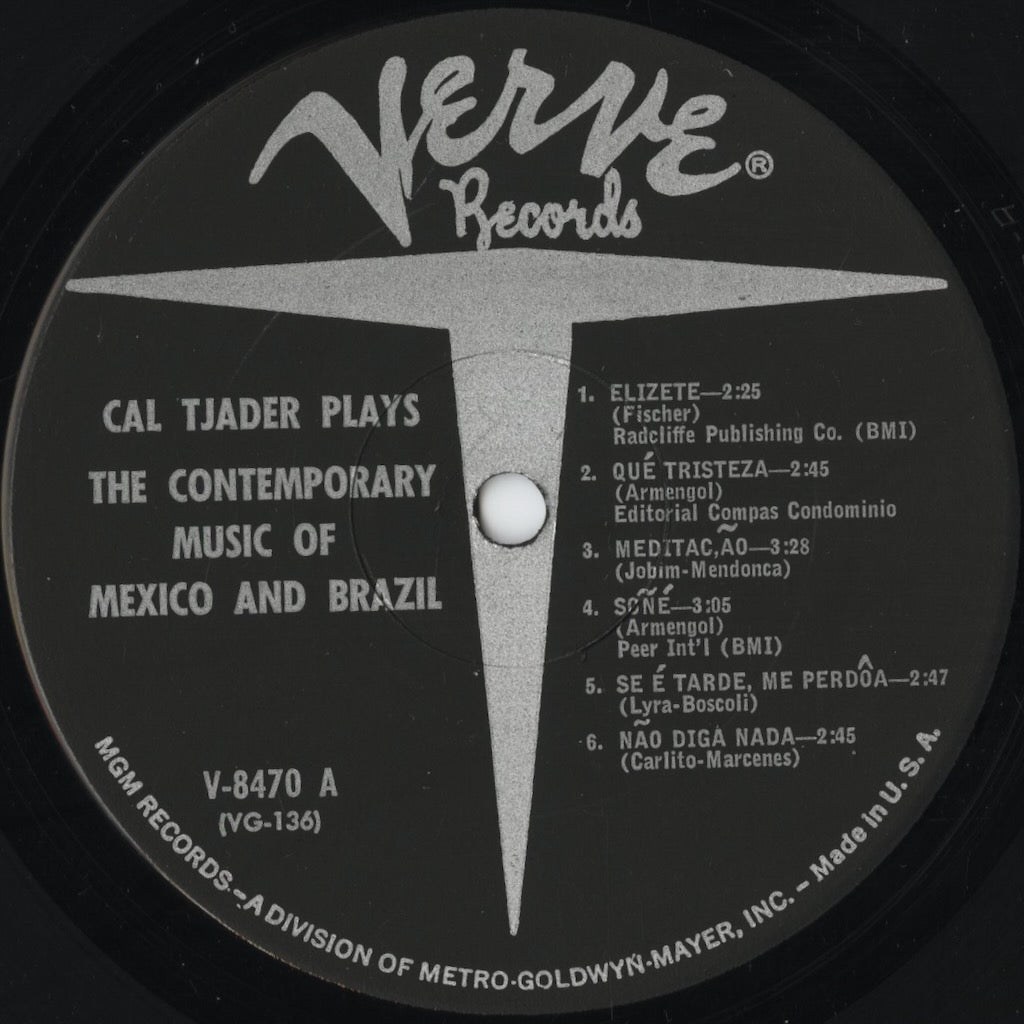 VERVE®
Records
CAL TJADER PLAYS
THE CONTEMPORARY
MUSIC OF
MEXICO AND BRAZIL
1. ELIZETE—2:25
(Fischer)
Radcliffe Publishing Co. (BMI)
2. QUÉ TRISTEZA—2:45
(Armengol)
Editorial Compas Condominio
3. MEDITAC,ÃO—3:28
(Jobim-Mendonca)
4. SOÑÉ—3:05
(Armengol)
Peer Int'l (BMI)
5. SE É TARDE, ME PERDÔA—2:47
(Lyra-Boscoli)
6. NÃO DIGA NADA—2:45
(Carlito-Marcenes)
V-8470 A
(VG-136)
MGM RECORDS – A DIVISION OF METRO-GOLDWYN-MAYER, INC. – Made in U. S. A.